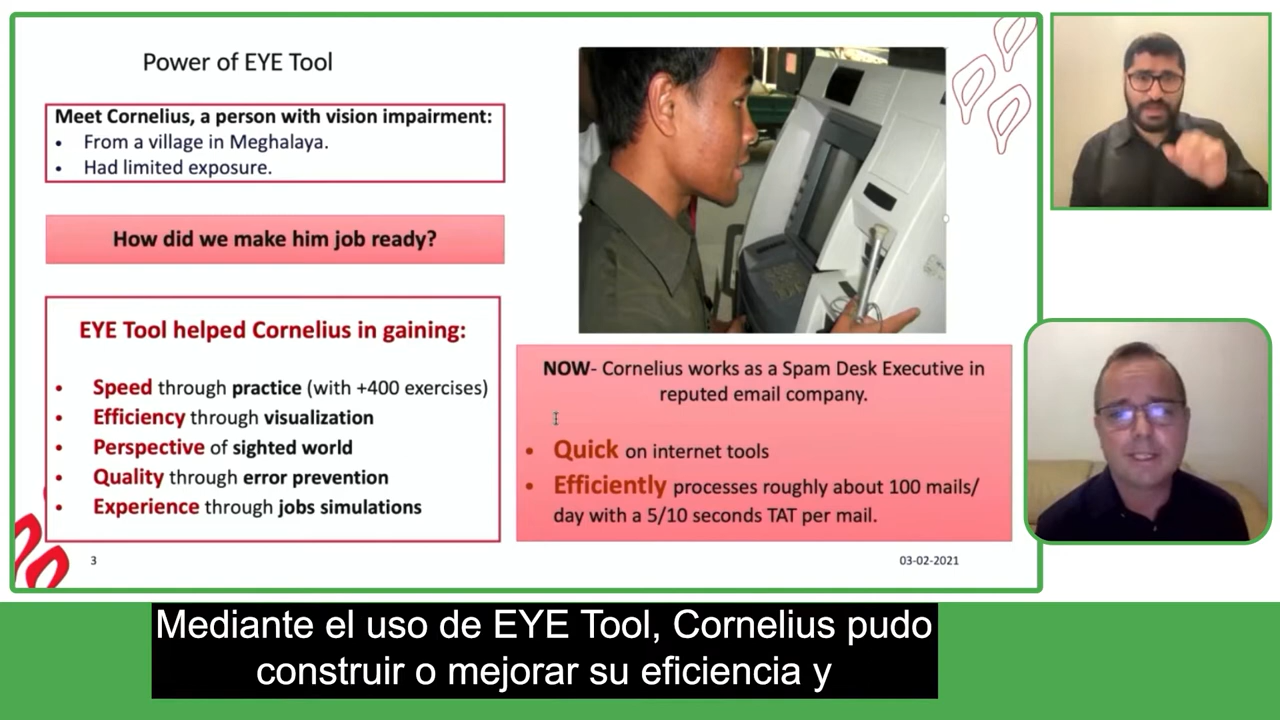 Power of EYE Tool
Meet Cornelius, a person with vision impairment:
• From a village in Meghalaya.
• Had limited exposure.
How did we make him job ready?
EYE Tool helped Cornelius in gaining:
• Speed through practice (with +400 exercises)
• Efficiency through visualization
• Perspective of sighted world
• Quality through error prevention
• Experience through jobs simulations
NOW- Cornelius works as a Spam Desk Executive in
reputed email company.
• Quick on internet tools
• Efficiently processes roughly about 100 mails/
day with a 5/10 seconds TAT per mail.
3
03-02-2021
Mediante el uso de EYE Tool, Cornelius pudo
construir o mejorar su eficiencia y